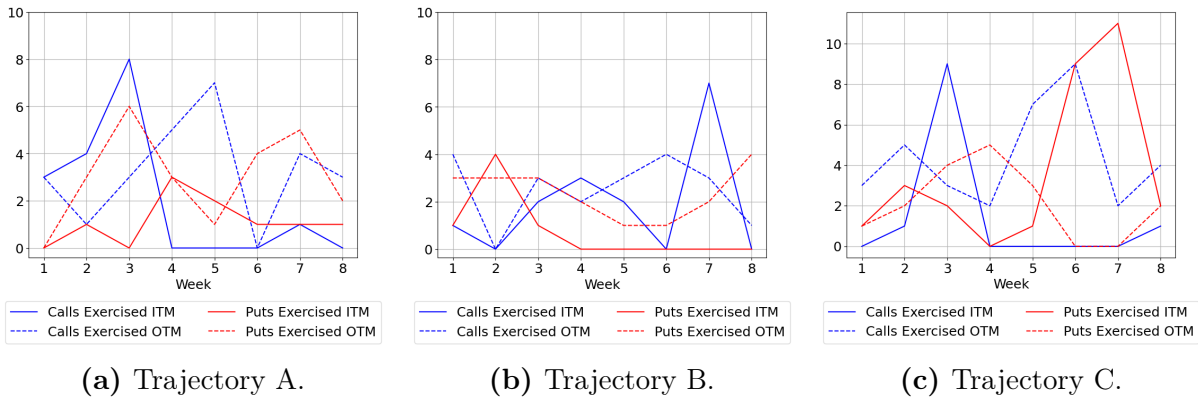 10
8
6
4
2
0
1 2 3 4 5 6 7 8
Week
Calls Exercised ITM
Calls Exercised OTM
Puts Exercised ITM
Puts Exercised OTM
(a) Trajectory A.
10
8
6
4
2
0
1 2 3 4 5 6 7 8
Week
Calls Exercised ITM
Calls Exercised OTM
Puts Exercised ITM
Puts Exercised OTM
(b) Trajectory B.
10
8
6
4
2
0
1 2 3 4 5 6 7 8
Week
Calls Exercised ITM
Calls Exercised OTM
Puts Exercised ITM
Puts Exercised OTM
(c) Trajectory C.